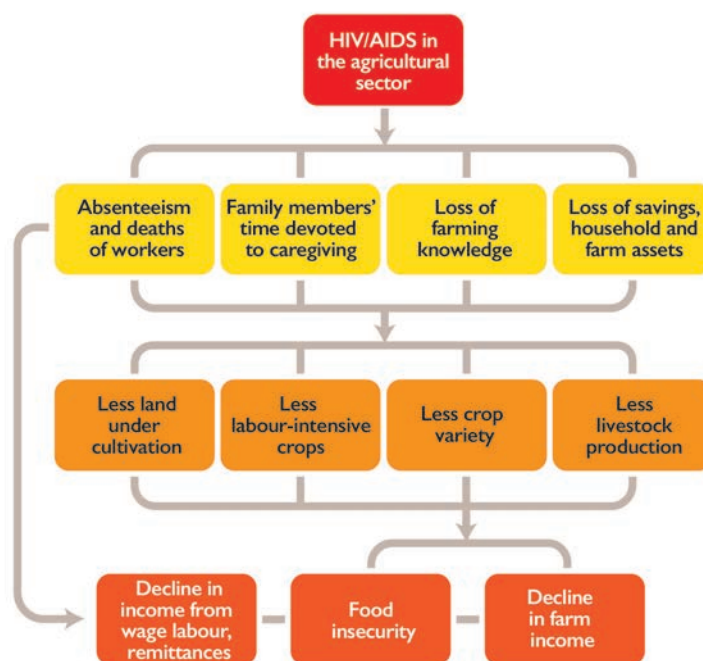 HIV/AIDS in
the agricultural
sector
Absenteeism
and deaths
of workers
Family members'
time devoted
to caregiving
Loss of
farming
knowledge
Loss of savings,
household and
farm assets
Less land
under
cultivation
Less
labour-intensive
crops
Less crop
variety
Less
livestock
production
Decline in
income from
wage labour,
remittances
Food
insecurity
Decline
in farm
income